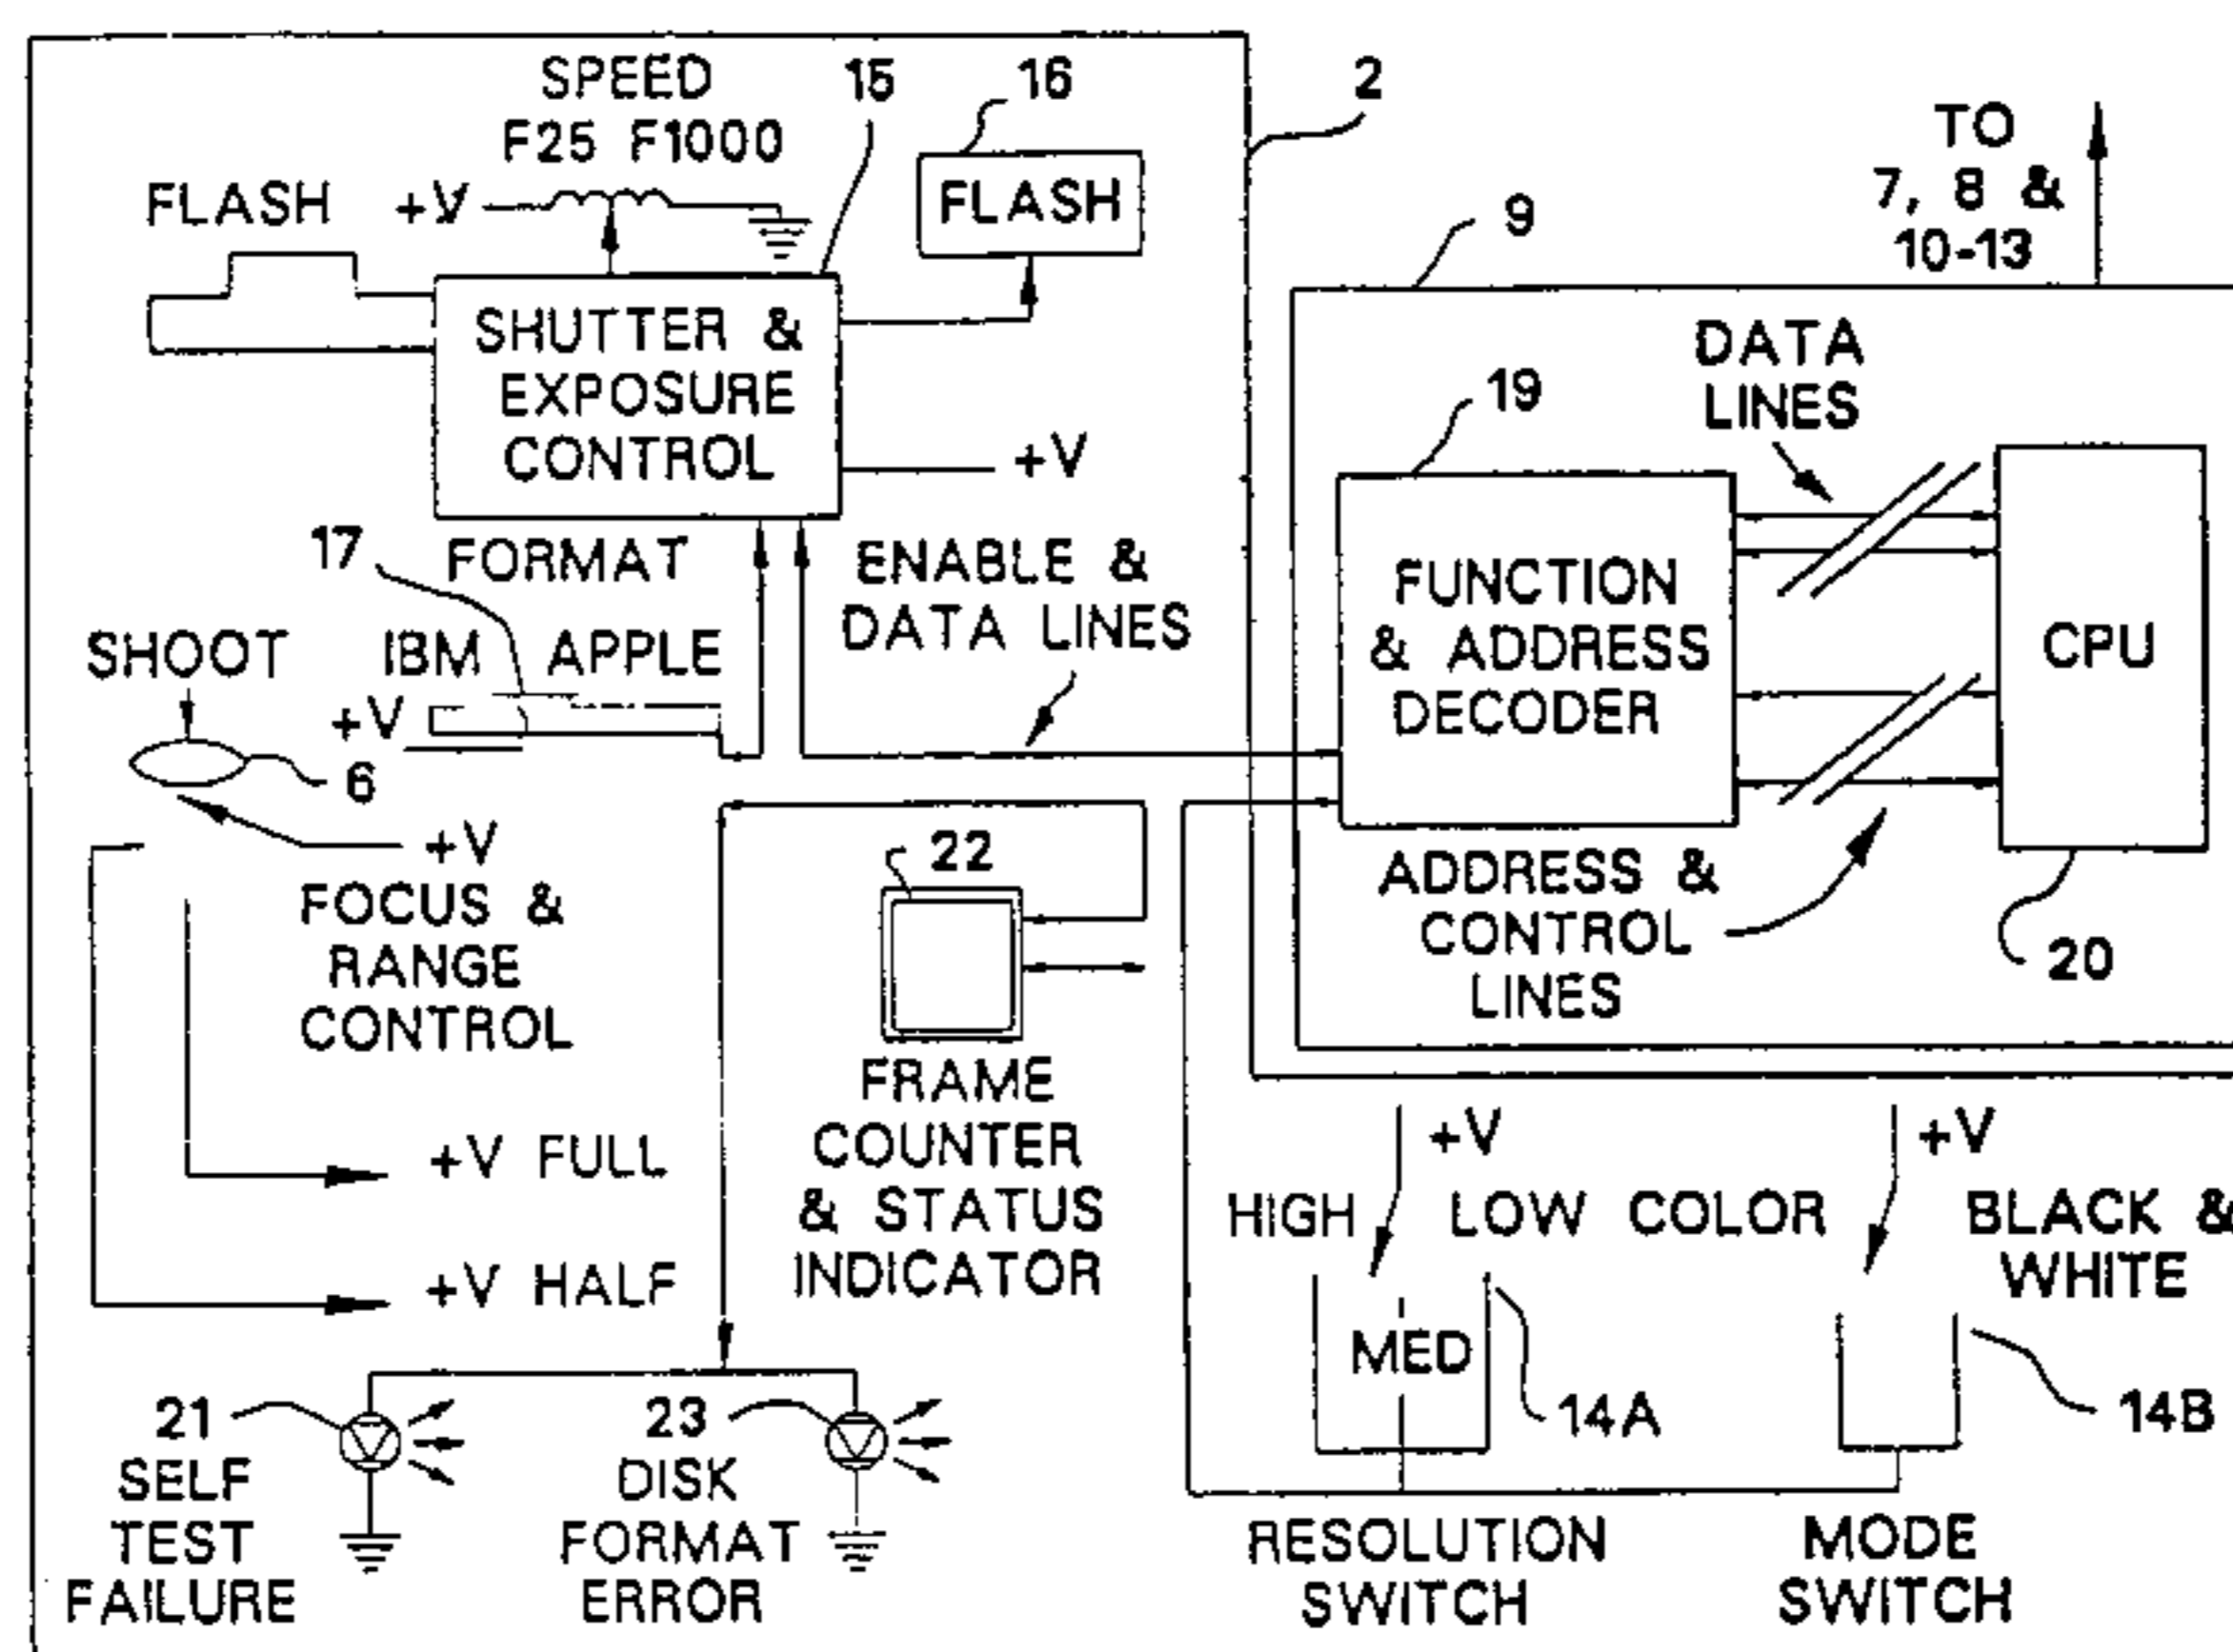 SPEED
F25 F1000
15
16
2
FLASH
+V
FLASH
TO
7, 8 &
10-13
9
SHUTTER &
EXPOSURE
CONTROL
+V
DATA
LINES
19
17
FORMAT
ENABLE &
DATA LINES
FUNCTION
& ADDRESS
DECODER
CPU
SHOOT
IBM APPLE
+V
6
+V
FOCUS &
RANGE
CONTROL
22
ADDRESS &
CONTROL
LINES
20
FRAME
COUNTER
& STATUS
INDICATOR
+V FULL
+V HALF
+V
+V
HIGH
LOW
COLOR
BLACK &
WHITE
MED
14A
14B
21
SELF
TEST
FAILURE
23
DISK
FORMAT
ERROR
RESOLUTION
SWITCH
MODE
SWITCH